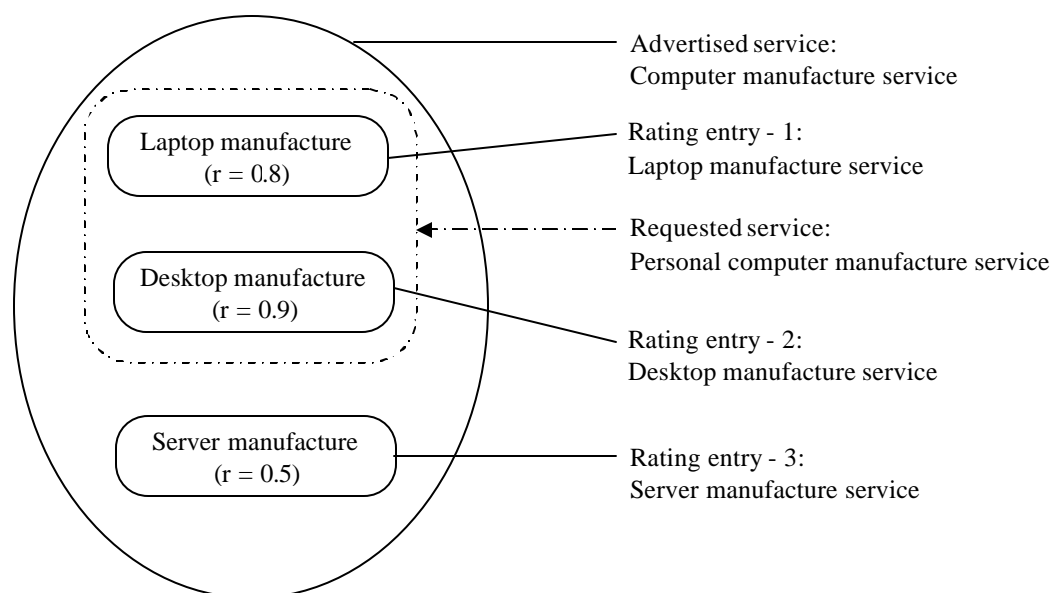 Advertised service:
Computer manufacture service
Laptop manufacture
(r = 0.8)
Rating entry - 1:
Laptop manufacture service
Requested service:
Personal computer manufacture service
Desktop manufacture
(r = 0.9)
Rating entry - 2:
Desktop manufacture service
Server manufacture
(r = 0.5)
Rating entry - 3:
Server manufacture service